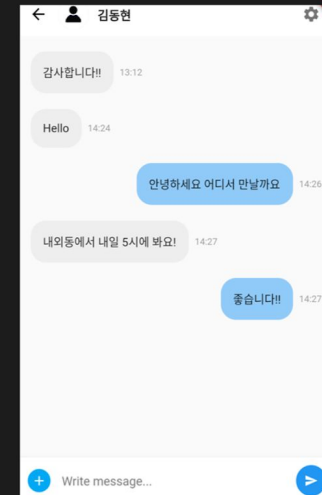 김동현
감사합니다!! 13:12
Hello 14:24
안녕하세요 어디서 만날까요 14:26
내외동에서 내일 5시에 봐요! 14:27
좋습니다!! 14:27
Write message...